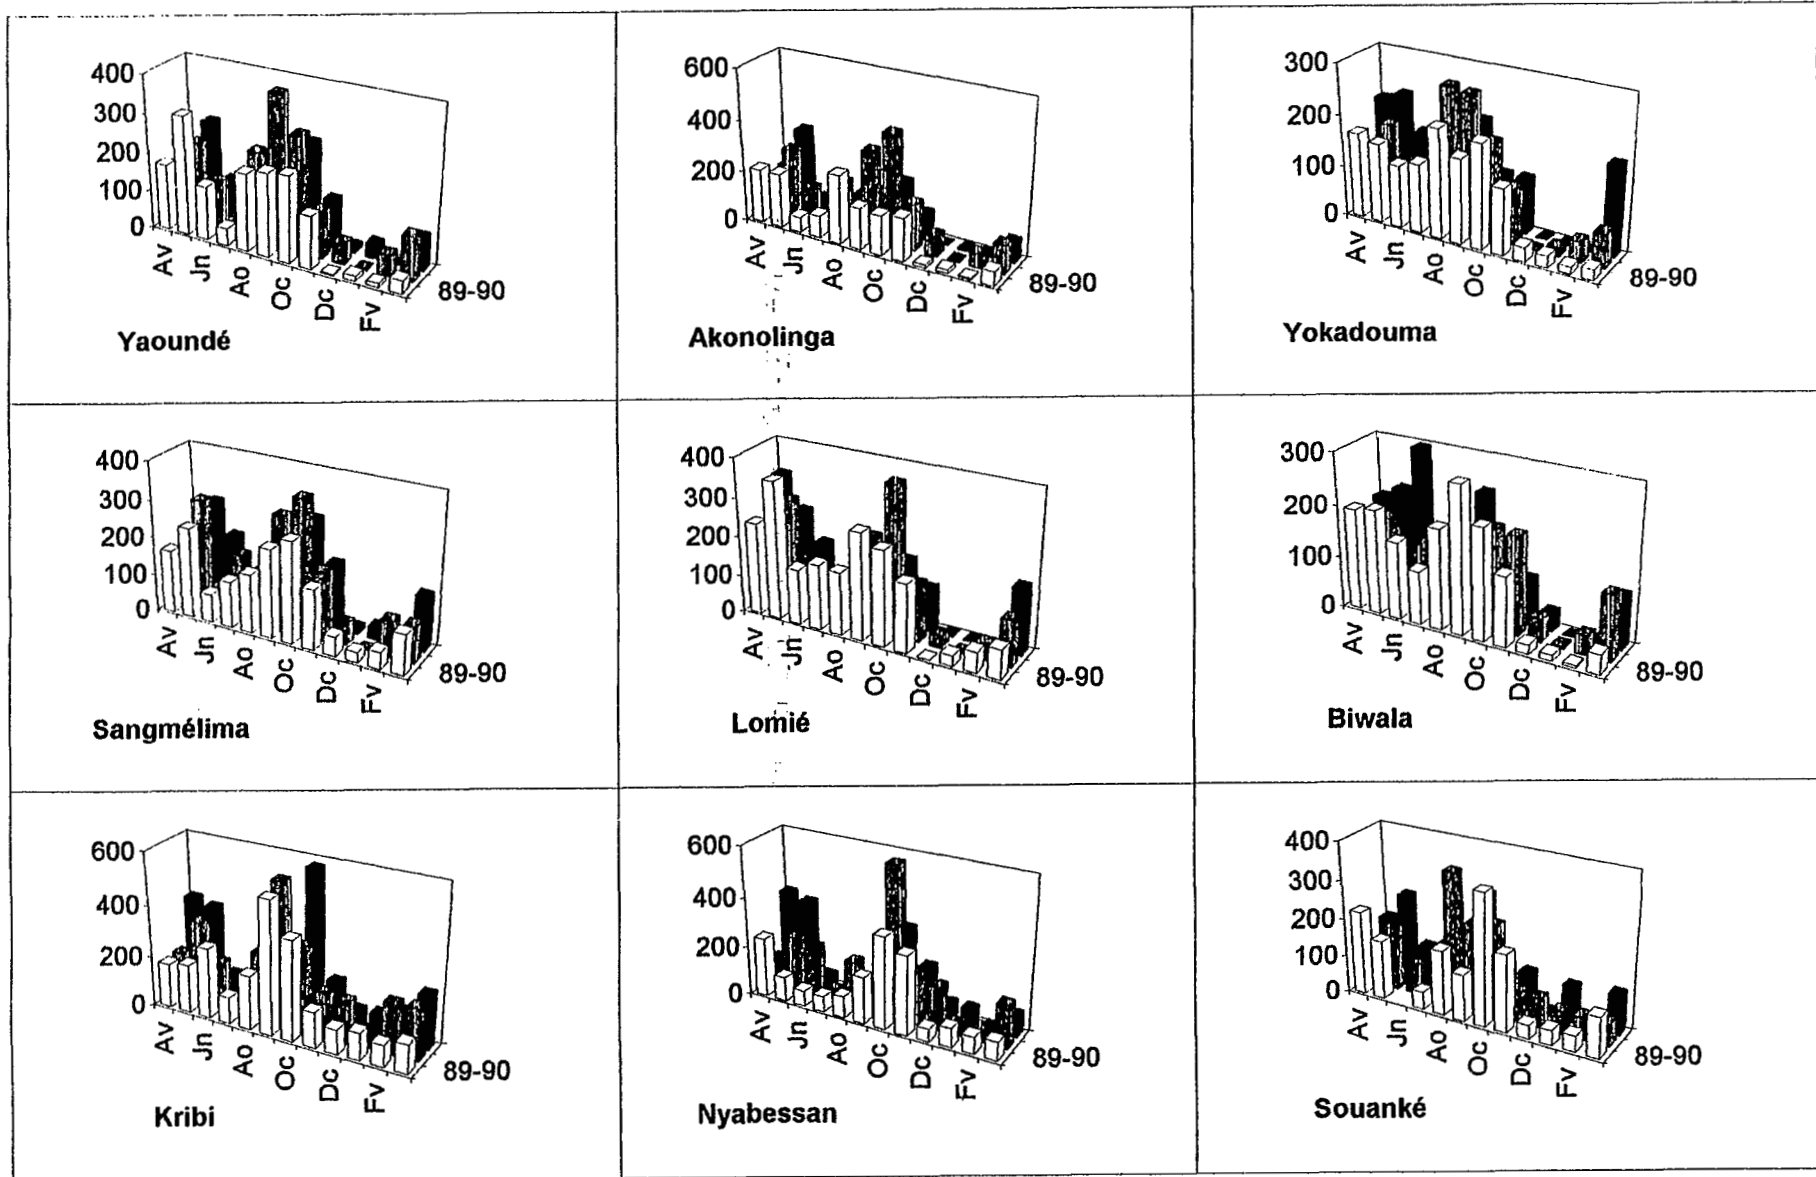 400
300
200
100
0
Av
Jn
Ao
Oc
Dc
Fv
89-90
Yaoundé
600
400
200
0
Av
Jn
Ao
Oc
Dc
Fv
89-90
Akonolinga
300
200
100
0
Av
Jn
Ao
Oc
Dc
Fv
89-90
Yokadouma
400
300
200
100
0
Av
Jn
Ao
Oc
Dc
Fv
89-90
Sangmélima
400
300
200
100
0
Av
Jn
Ao
Oc
Dc
Fv
89-90
Lomié
300
200
100
0
Av
Jn
Ao
Oc
Dc
Fv
89-90
Biwala
600
400
200
0
Av
Jn
Ao
Oc
Dc
Fv
89-90
Kribi
600
400
200
0
Av
Jn
Ao
Oc
Dc
Fv
89-90
Nyabessan
400
300
200
100
0
Av
Jn
Ao
Oc
Dc
Fv
89-90
Souanké